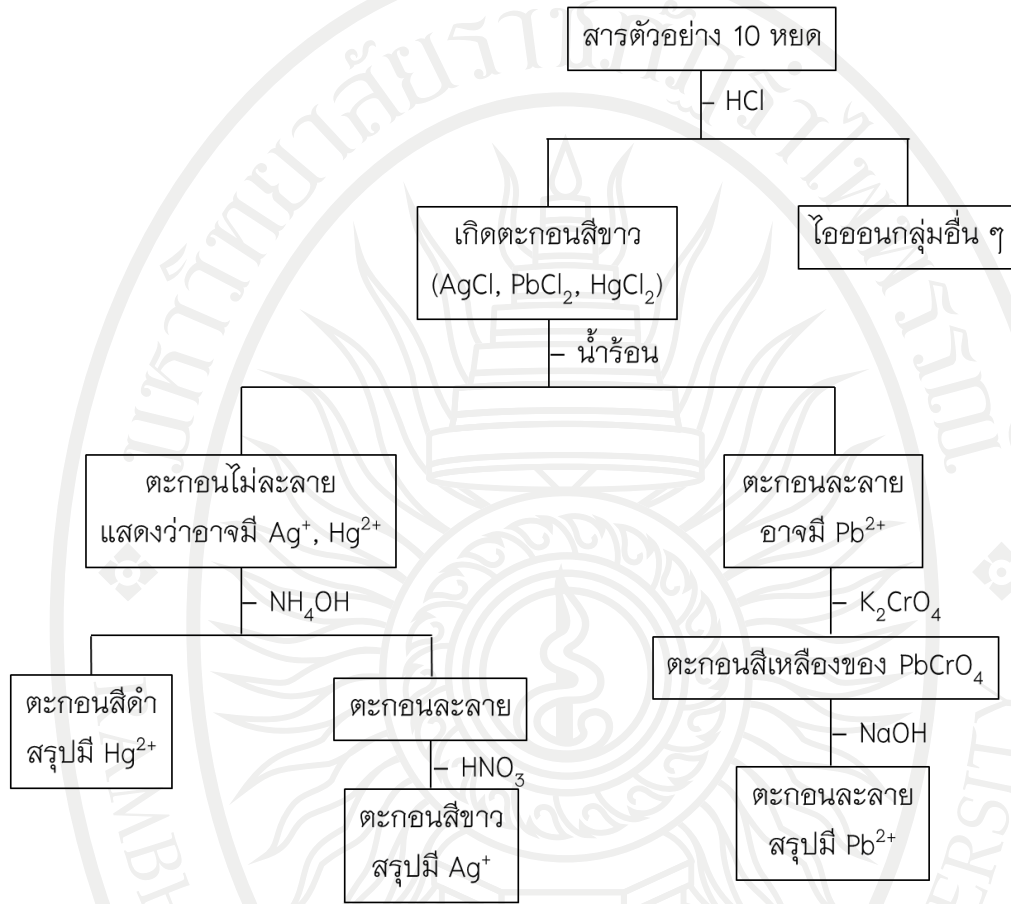 สารตัวอย่าง 10 หยด
– HCl
เกิดตะกอนสีขาว
(AgCl, PbCl₂, HgCl₂)
ไอออนกลุ่มอื่น ๆ
– น้ำร้อน
ตะกอนไม่ละลาย
แสดงว่าอาจมี Ag⁺, Hg²⁺
ตะกอนละลาย
อาจมี Pb²⁺
– NH₄OH
– K₂CrO₄
ตะกอนสีดำ
สรุปมี Hg²⁺
ตะกอนละลาย
ตะกอนสีเหลืองของ PbCrO₄
– HNO₃
– NaOH
ตะกอนสีขาว
สรุปมี Ag⁺
ตะกอนละลาย
สรุปมี Pb²⁺